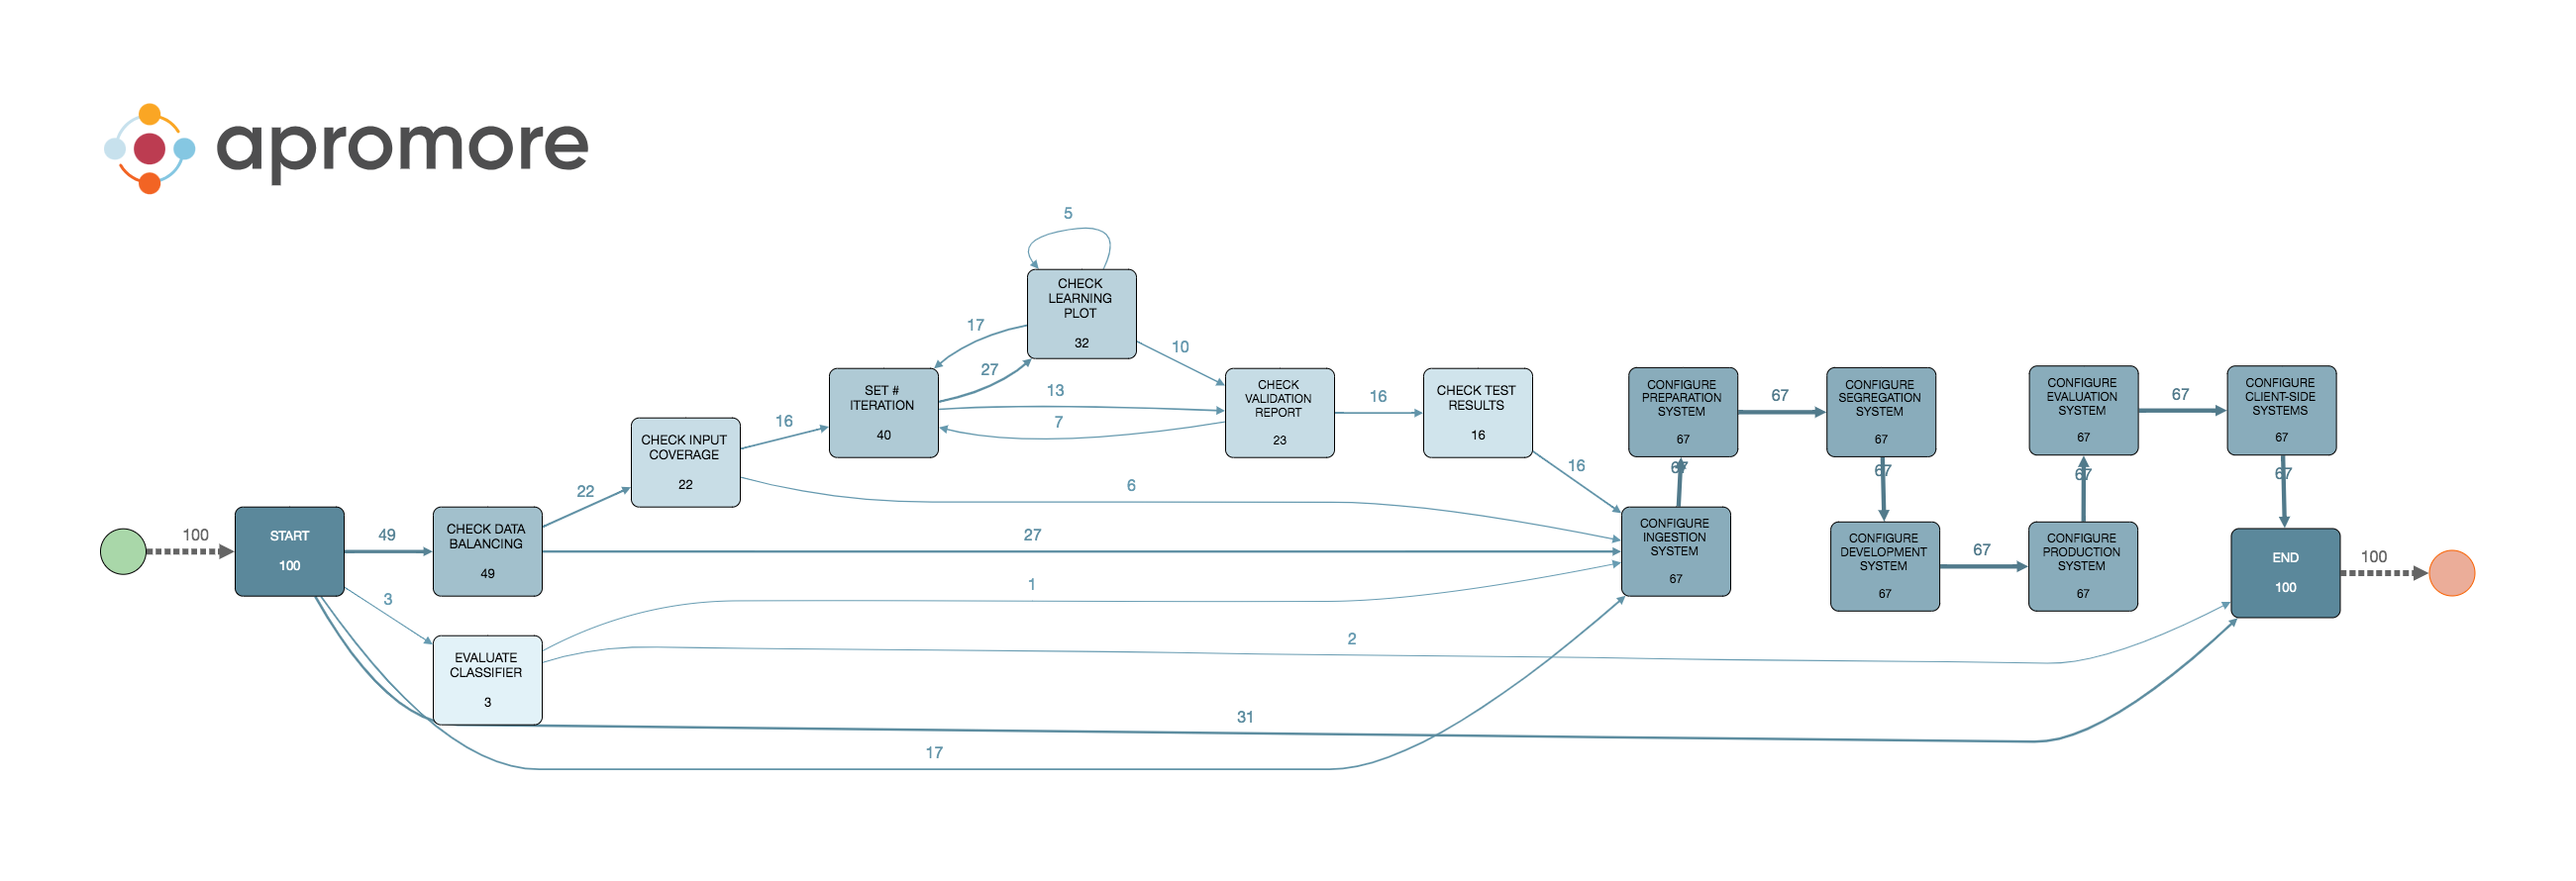 apromore
5
CHECK
LEARNING
PLOT
32
17
27
10
SET #
ITERATION
40
13
7
CHECK
VALIDATION
REPORT
23
16
CHECK TEST
RESULTS
16
16
CONFIGURE
PREPARATION
SYSTEM
67
67
CONFIGURE
SEGREGATION
SYSTEM
67
CONFIGURE
EVALUATION
SYSTEM
67
67
CONFIGURE
CLIENT-SIDE
SYSTEMS
67
CHECK INPUT
COVERAGE
22
16
6
22
67
67
67
67
100
START
100
49
CHECK DATA
BALANCING
49
27
CONFIGURE
INGESTION
SYSTEM
67
CONFIGURE
DEVELOPMENT
SYSTEM
67
67
CONFIGURE
PRODUCTION
SYSTEM
67
END
100
100
3
1
EVALUATE
CLASSIFIER
3
2
31
17